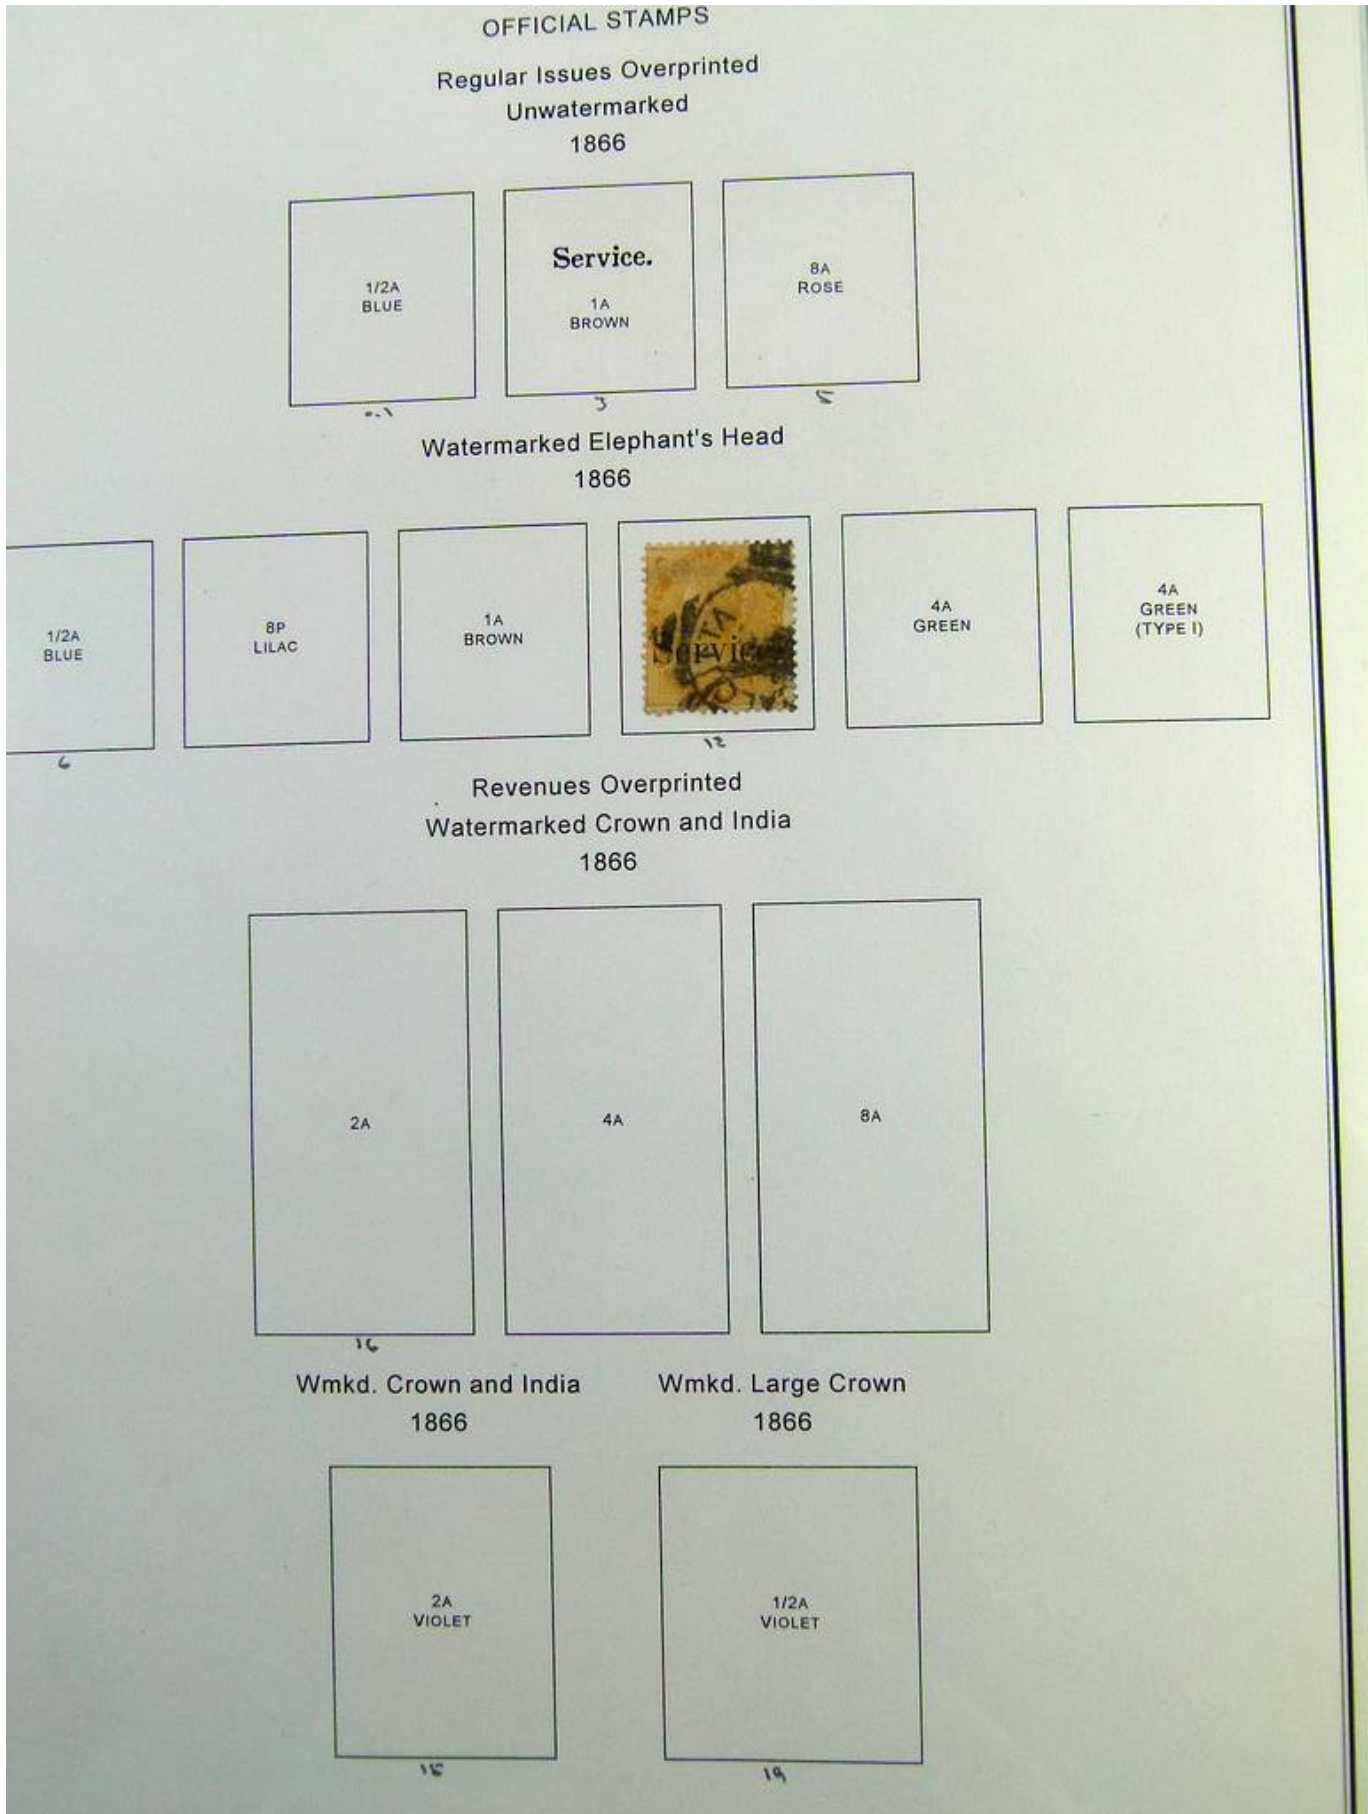 OFFICIAL STAMPS
Regular Issues Overprinted
Unwatermarked
1866
1/2A
BLUE
Service.
1A
BROWN
8A
ROSE
3
5
Watermarked Elephant's Head
1866
1/2A
BLUE
8P
LILAC
1A
BROWN
Service
4A
GREEN
4A
GREEN
(TYPE I)
6
12
Revenues Overprinted
Watermarked Crown and India
1866
2A
4A
8A
16
Wmkd. Crown and India
1866
Wmkd. Large Crown
1866
2A
VIOLET
1/2A
VIOLET
15
19